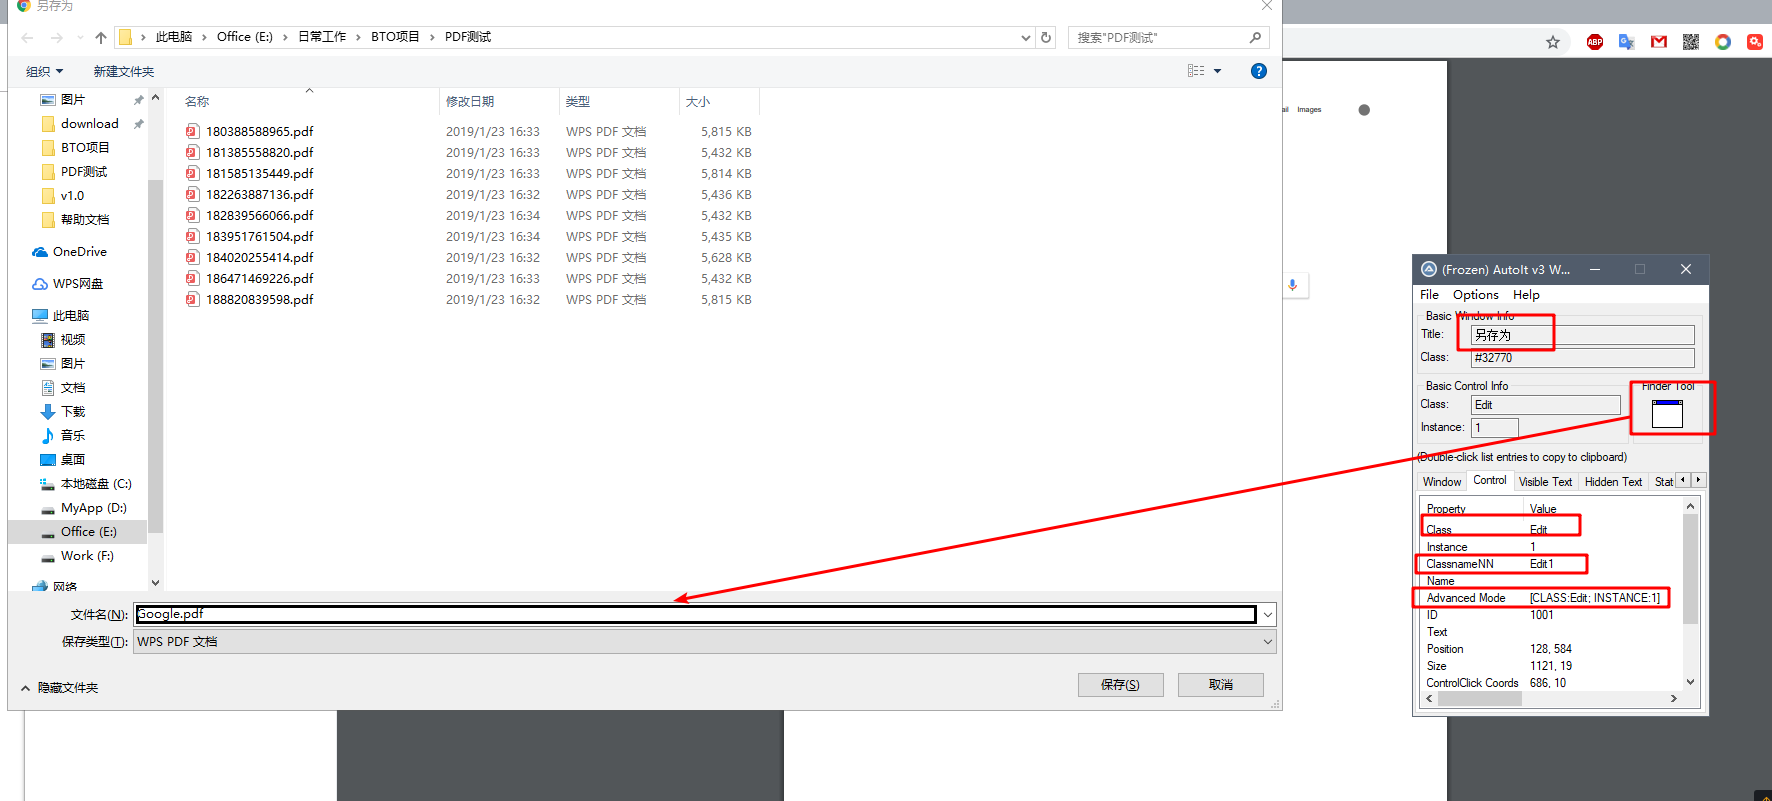 另存为
此电脑 › Office (E:) › 日常工作 › BTO项目 › PDF测试
搜索"PDF测试"
组织
新建文件夹
图片
download
BTO项目
PDF测试
v1.0
帮助文档
OneDrive
WPS网盘
此电脑
视频
图片
文档
下载
音乐
桌面
本地磁盘 (C:)
MyApp (D:)
Office (E:)
Work (F:)
网络
名称 修改日期 类型 大小
180388588965.pdf 2019/1/23 16:33 WPS PDF 文档 5,815 KB
181385558820.pdf 2019/1/23 16:33 WPS PDF 文档 5,432 KB
181585135449.pdf 2019/1/23 16:33 WPS PDF 文档 5,814 KB
182263887136.pdf 2019/1/23 16:32 WPS PDF 文档 5,436 KB
182839566066.pdf 2019/1/23 16:34 WPS PDF 文档 5,432 KB
183951761504.pdf 2019/1/23 16:34 WPS PDF 文档 5,435 KB
184020255414.pdf 2019/1/23 16:32 WPS PDF 文档 5,628 KB
186471469226.pdf 2019/1/23 16:33 WPS PDF 文档 5,432 KB
188820839598.pdf 2019/1/23 16:32 WPS PDF 文档 5,815 KB
文件名(N): Google.pdf
保存类型(T): WPS PDF 文档
隐藏文件夹
保存(S)
取消
ABP
ail Images
(Frozen) AutoIt v3 W...
File Options Help
Basic Window Info
Title: 另存为
Class: #32770
Basic Control Info
Class: Edit
Instance: 1
Finder Tool
(Double-click list entries to copy to clipboard)
Window Control Visible Text Hidden Text Stat
Property Value
Class Edit
Instance 1
ClassnameNN Edit1
Name
Advanced Mode [CLASS:Edit; INSTANCE:1]
ID 1001
Text
Position 128, 584
Size 1121, 19
ControlClick Coords 686, 10